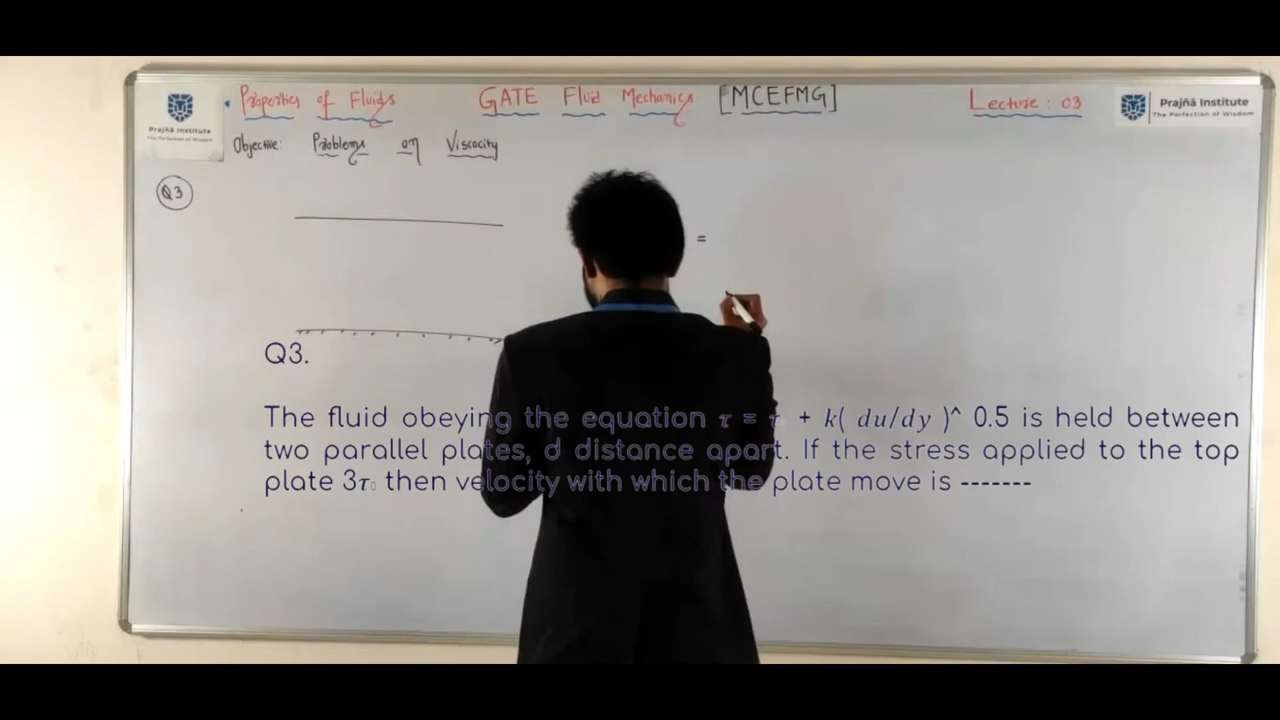 Prajñā Institute
The Perfection of Wisdom
Properties of Fluids
GATE Fluid Mechanics [MCEFMG]
Lecture : 03
Prajñā Institute
The Perfection of Wisdom
Objective: Problems on Viscocity
Q3
=
Q3.
The fluid obeying the equation τ = τ + k( du/dy )^ 0.5 is held between
two parallel plates, d distance apart. If the stress applied to the top
plate 3τ₀ then velocity with which the plate move is -------